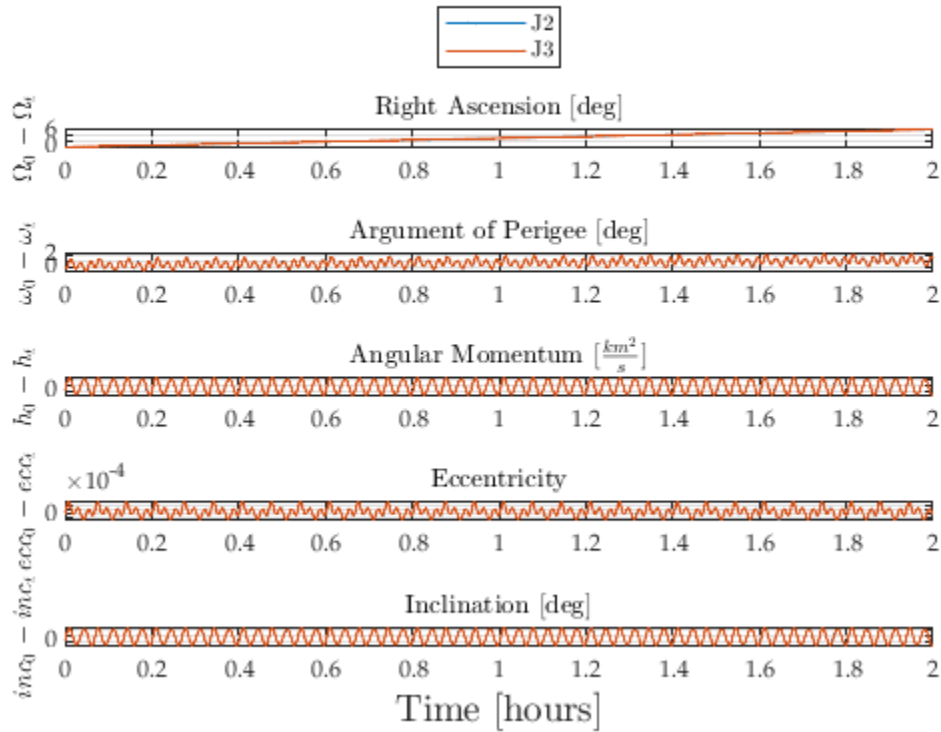 J2
J3
Right Ascension [deg]
Ω₀ − Ωₜ
6
0
0 0.2 0.4 0.6 0.8 1 1.2 1.4 1.6 1.8 2
Argument of Perigee [deg]
ω₀ − ωₜ
2
0
0 0.2 0.4 0.6 0.8 1 1.2 1.4 1.6 1.8 2
Angular Momentum [km²/s]
h₀ − hₜ
0
0 0.2 0.4 0.6 0.8 1 1.2 1.4 1.6 1.8 2
×10⁻⁴
Eccentricity
ecc₀ − eccₜ
0
0 0.2 0.4 0.6 0.8 1 1.2 1.4 1.6 1.8 2
Inclination [deg]
inc₀ − incₜ
0
0 0.2 0.4 0.6 0.8 1 1.2 1.4 1.6 1.8 2
Time [hours]